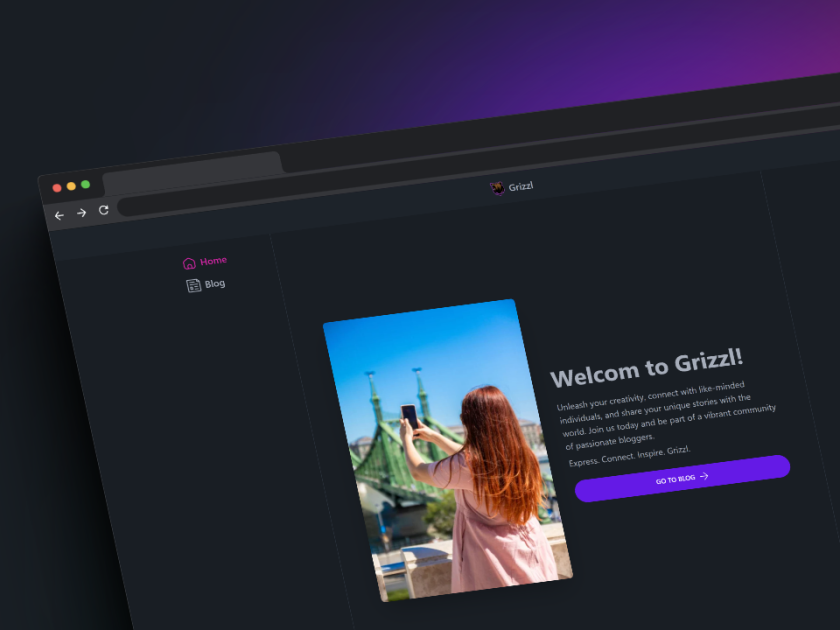 Grizzl
Home
Blog
Welcom to Grizzl!
Unleash your creativity, connect with like-minded
individuals, and share your unique stories with the
world. Join us today and be part of a vibrant community
of passionate bloggers.
Express. Connect. Inspire. Grizzl.
GO TO BLOG